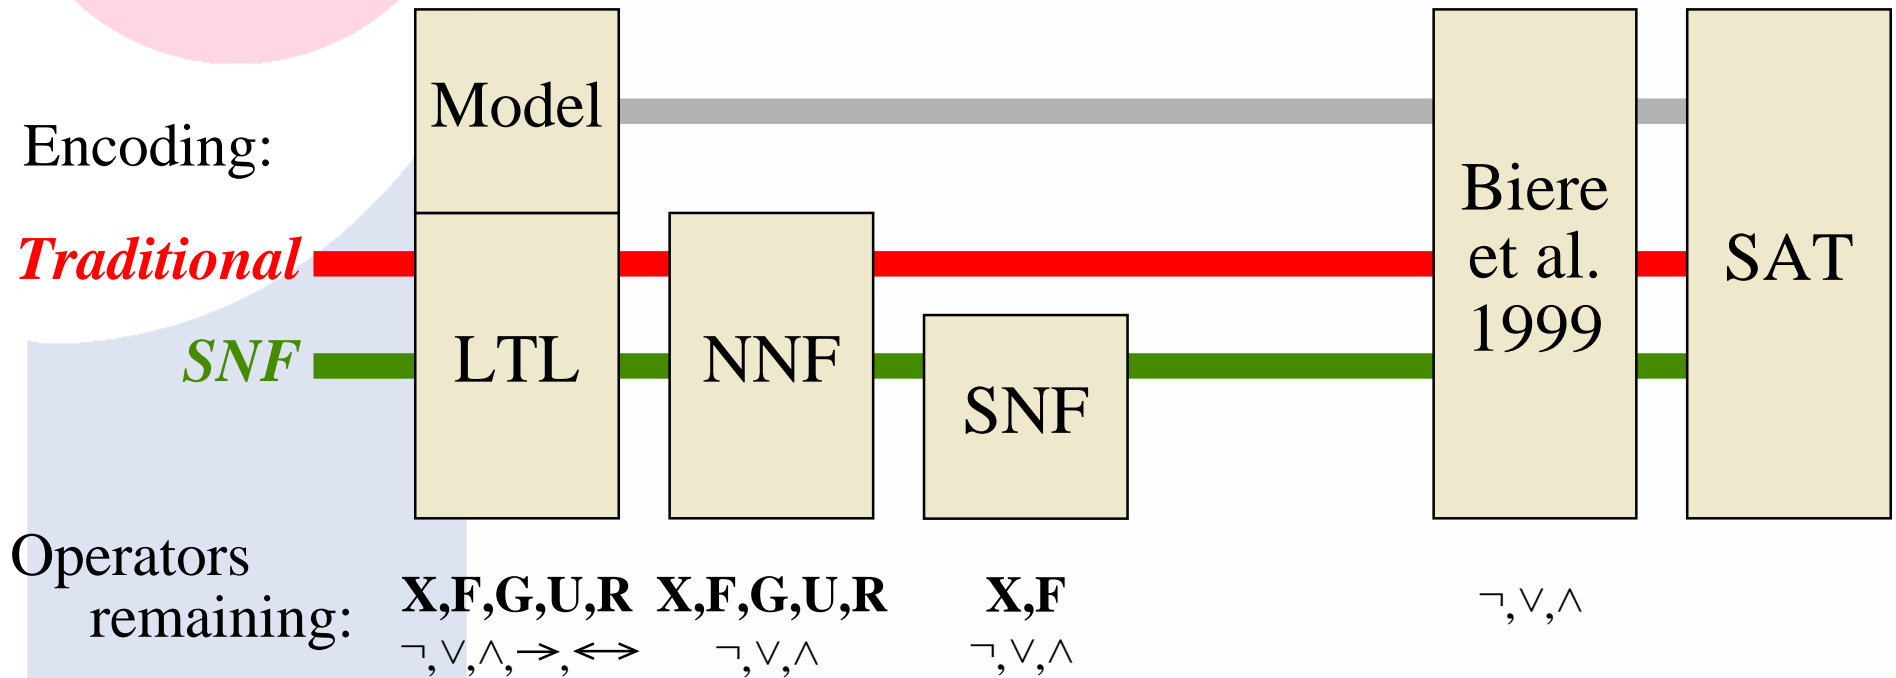 Model
Encoding:
Traditional
SNF
LTL
NNF
SNF
Biere
et al.
1999
SAT
Operators
remaining:
X,F,G,U,R
¬,∨,∧,→,↔
X,F,G,U,R
¬,∨,∧
X,F
¬,∨,∧
¬,∨,∧